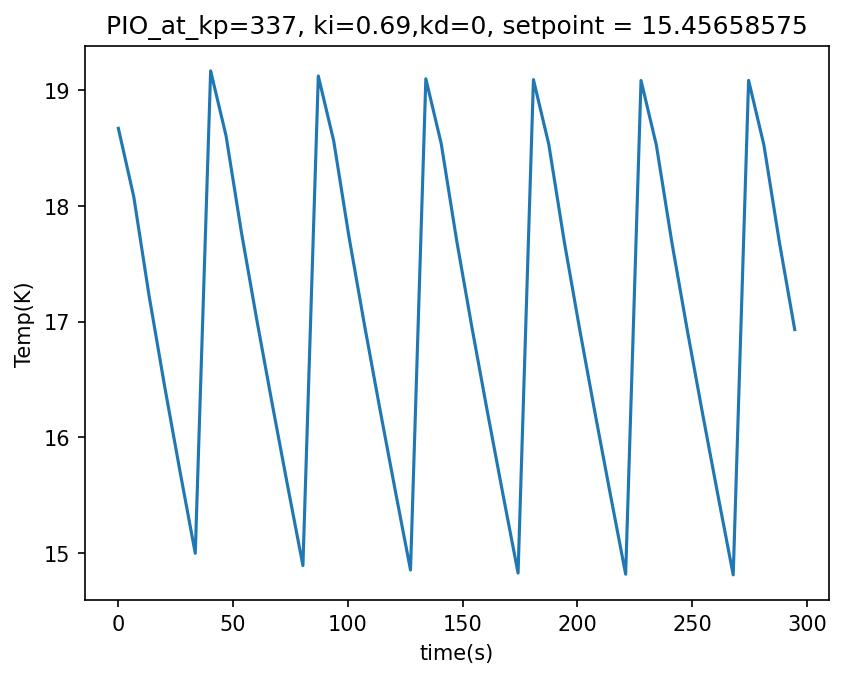 PIO_at_kp=337, ki=0.69,kd=0, setpoint = 15.45658575
19
18
17
16
15
Temp(K)
0 50 100 150 200 250 300
time(s)